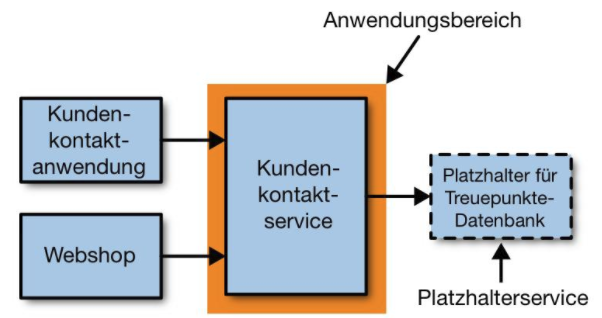 Anwendungsbereich
Kunden-
kontakt-
anwendung
Kunden-
kontakt-
service
Platzhalter für
Treuepunkte-
Datenbank
Webshop
Platzhalterservice